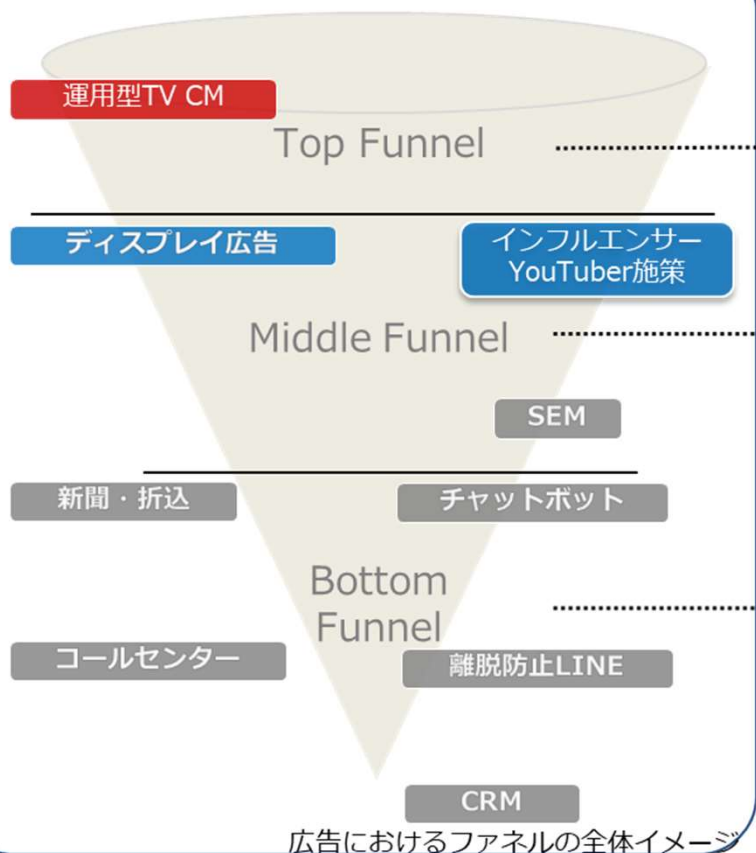 運用型TV CM
Top Funnel
ディスプレイ広告
インフルエンサー
YouTuber施策
Middle Funnel
SEM
新聞・折込
チャットボット
Bottom
Funnel
コールセンター
離脱防止LINE
CRM
広告におけるファネルの全体イメージ